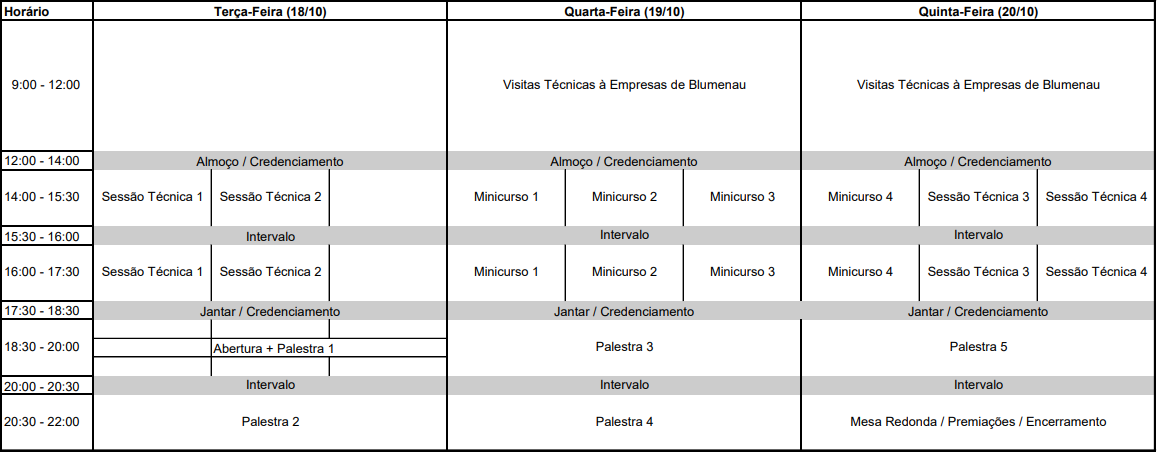 Horário Terça-Feira (18/10) Quarta-Feira (19/10) Quinta-Feira (20/10)
9:00 - 12:00 Visitas Técnicas à Empresas de Blumenau Visitas Técnicas à Empresas de Blumenau
12:00 - 14:00 Almoço / Credenciamento Almoço / Credenciamento Almoço / Credenciamento
14:00 - 15:30 Sessão Técnica 1 Sessão Técnica 2 Minicurso 1 Minicurso 2 Minicurso 3 Minicurso 4 Sessão Técnica 3 Sessão Técnica 4
15:30 - 16:00 Intervalo Intervalo Intervalo
16:00 - 17:30 Sessão Técnica 1 Sessão Técnica 2 Minicurso 1 Minicurso 2 Minicurso 3 Minicurso 4 Sessão Técnica 3 Sessão Técnica 4
17:30 - 18:30 Jantar / Credenciamento Jantar / Credenciamento Jantar / Credenciamento
18:30 - 20:00 Abertura + Palestra 1 Palestra 3 Palestra 5
20:00 - 20:30 Intervalo Intervalo Intervalo
20:30 - 22:00 Palestra 2 Palestra 4 Mesa Redonda / Premiações / Encerramento